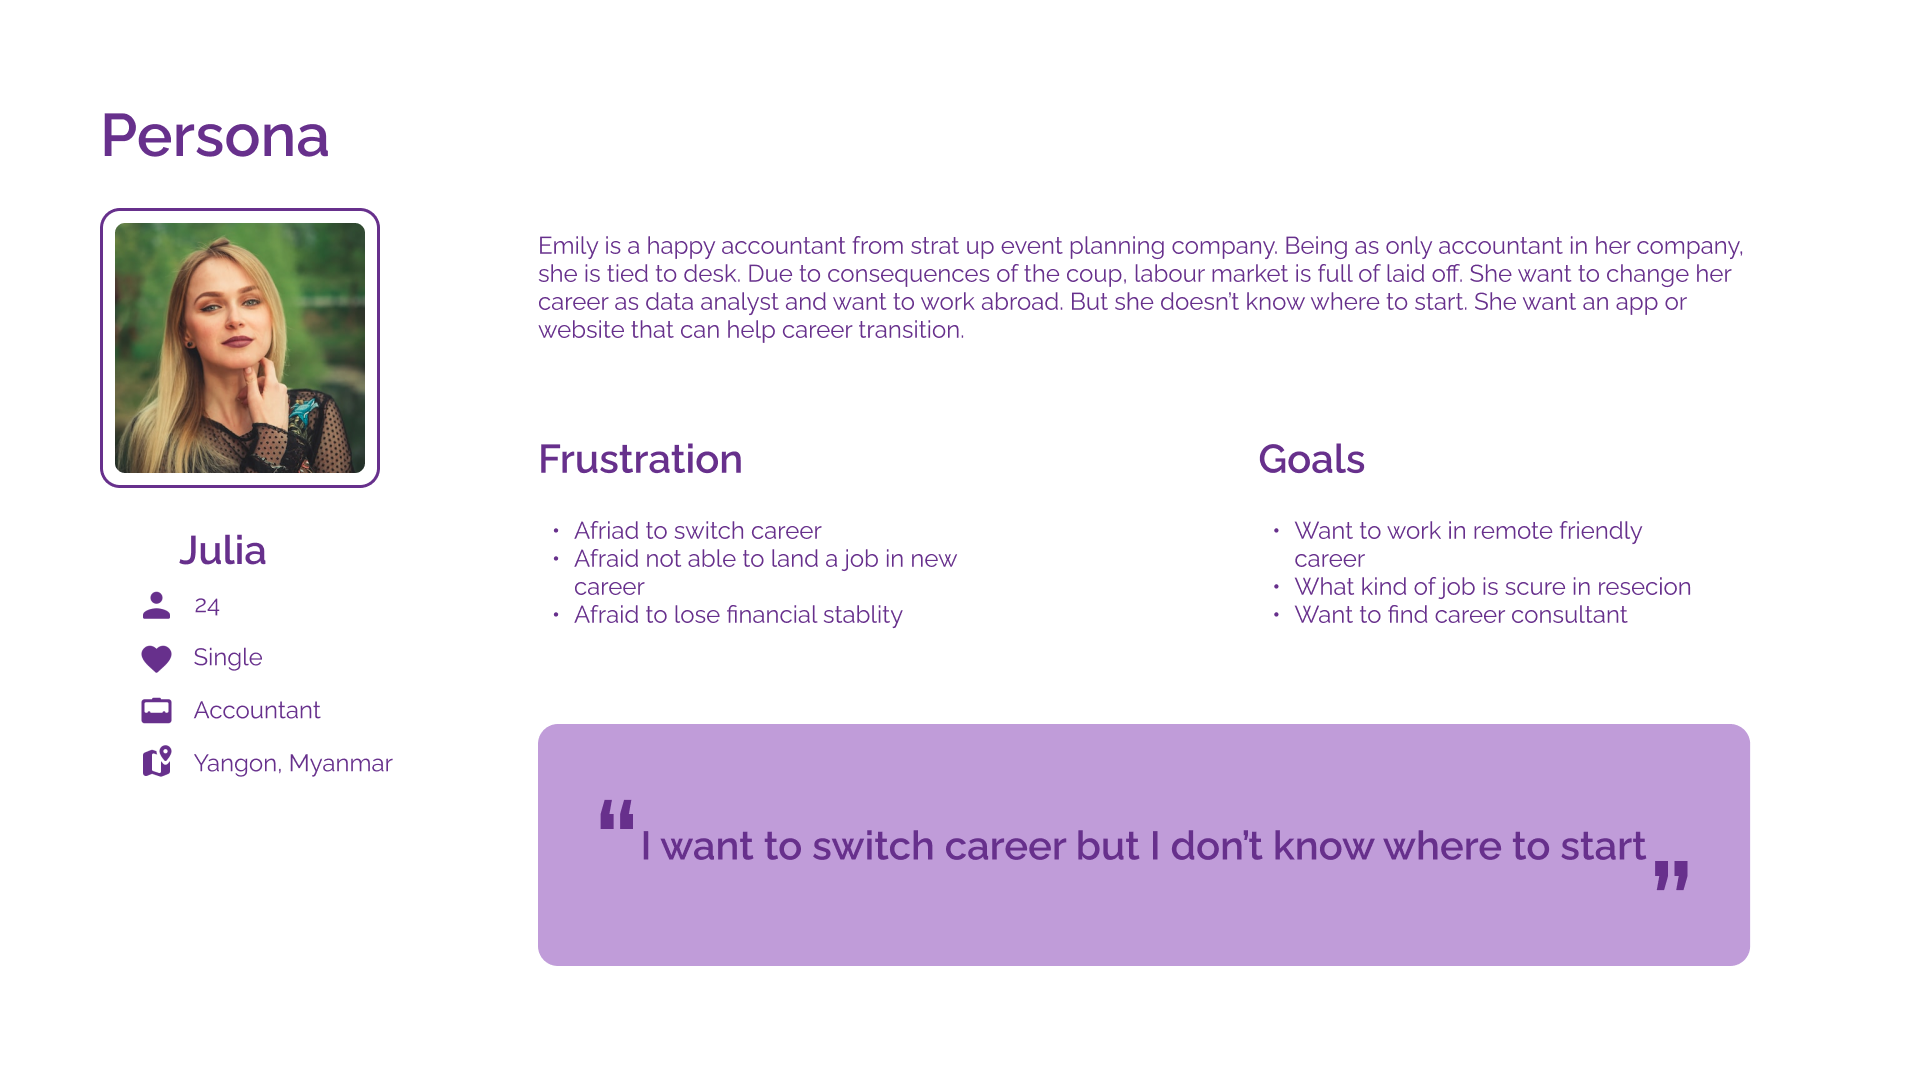 Persona
Julia
24
Single
Accountant
Yangon, Myanmar
Emily is a happy accountant from strat up event planning company. Being as only accountant in her company,
she is tied to desk. Due to consequences of the coup, labour market is full of laid off. She want to change her
career as data analyst and want to work abroad. But she doesn’t know where to start. She want an app or
website that can help career transition.
Frustration
• Afriad to switch career
• Afraid not able to land a job in new
career
• Afraid to lose financial stablity
Goals
• Want to work in remote friendly
career
• What kind of job is scure in resecion
• Want to find career consultant
“I want to switch career but I don’t know where to start”